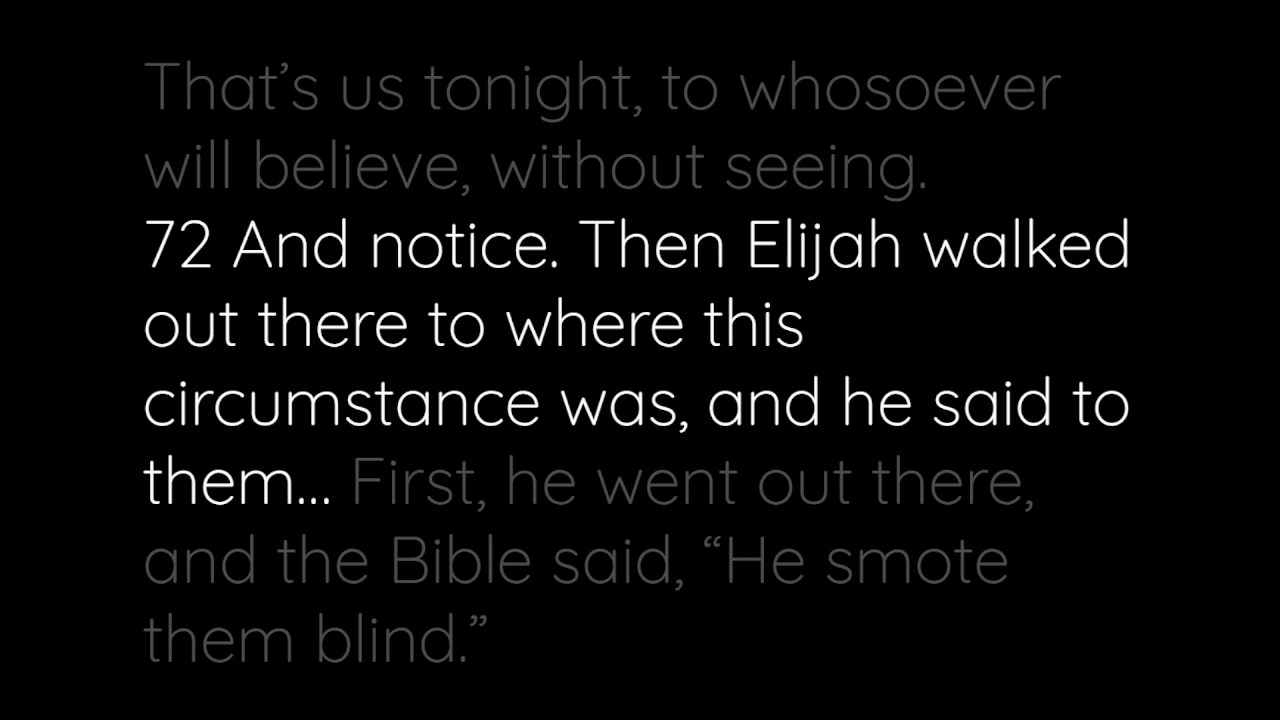 That’s us tonight, to whosoever
will believe, without seeing.
72 And notice. Then Elijah walked
out there to where this
circumstance was, and he said to
them... First, he went out there,
and the Bible said, “He smote
them blind.”